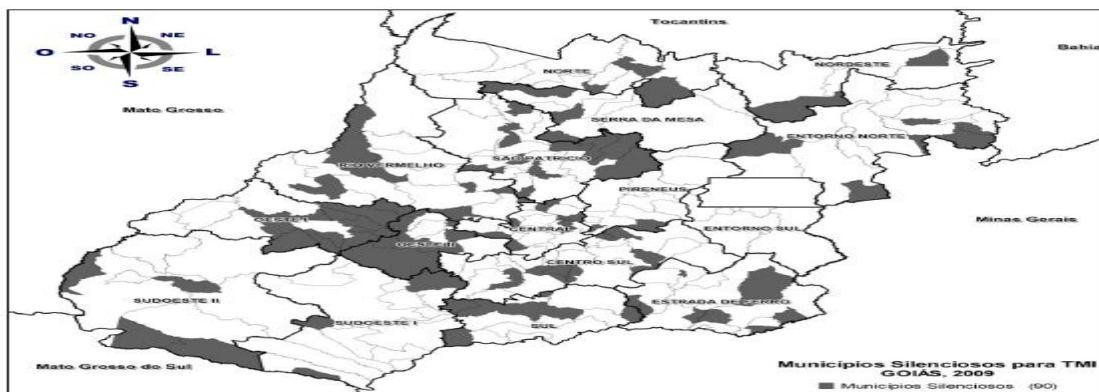 Tocantins
N
NO NE
O L
SO SE
S
Bahia
Mato Grosso
NORTE
NORDESTE
SERRA DA MESA
ENTORNO NORTE
SÃO PATRICIO
RIO VERMELHO
PIRENEUS
Minas Gerais
OESTE I
CENTRAL
ENTORNO SUL
OESTE II
CENTRO SUL
SUDOESTE II
ESTRADA DE FERRO
SUDOESTE I
SUL
Mato Grosso do Sul
Municípios Silenciosos para TMI
GOIÁS, 2009
Municípios Silenciosos (90)